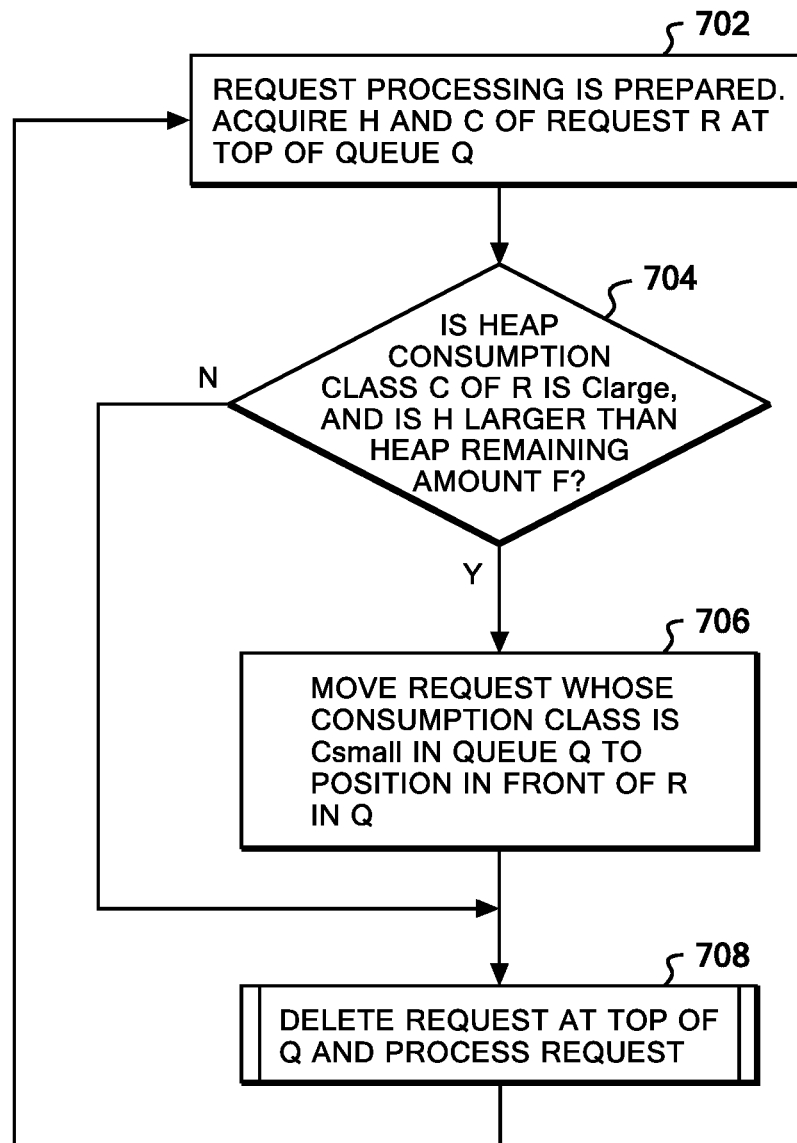 702
REQUEST PROCESSING IS PREPARED.
ACQUIRE H AND C OF REQUEST R AT
TOP OF QUEUE Q
704
IS HEAP
CONSUMPTION
CLASS C OF R IS Clarge,
AND IS H LARGER THAN
HEAP REMAINING
AMOUNT F?
N
Y
706
MOVE REQUEST WHOSE
CONSUMPTION CLASS IS
Csmall IN QUEUE Q TO
POSITION IN FRONT OF R
IN Q
708
DELETE REQUEST AT TOP OF
Q AND PROCESS REQUEST